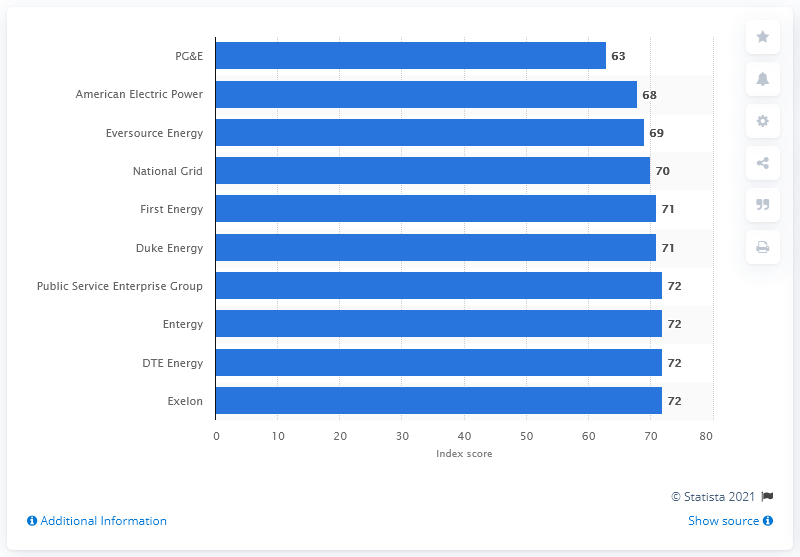 PG&E 63
American Electric Power 68
Eversource Energy 69
National Grid 70
First Energy 71
Duke Energy 71
Public Service Enterprise Group 72
Entergy 72
DTE Energy 72
Exelon 72
0 10 20 30 40 50 60 70 80
Index score
© Statista 2021
Additional Information Show source